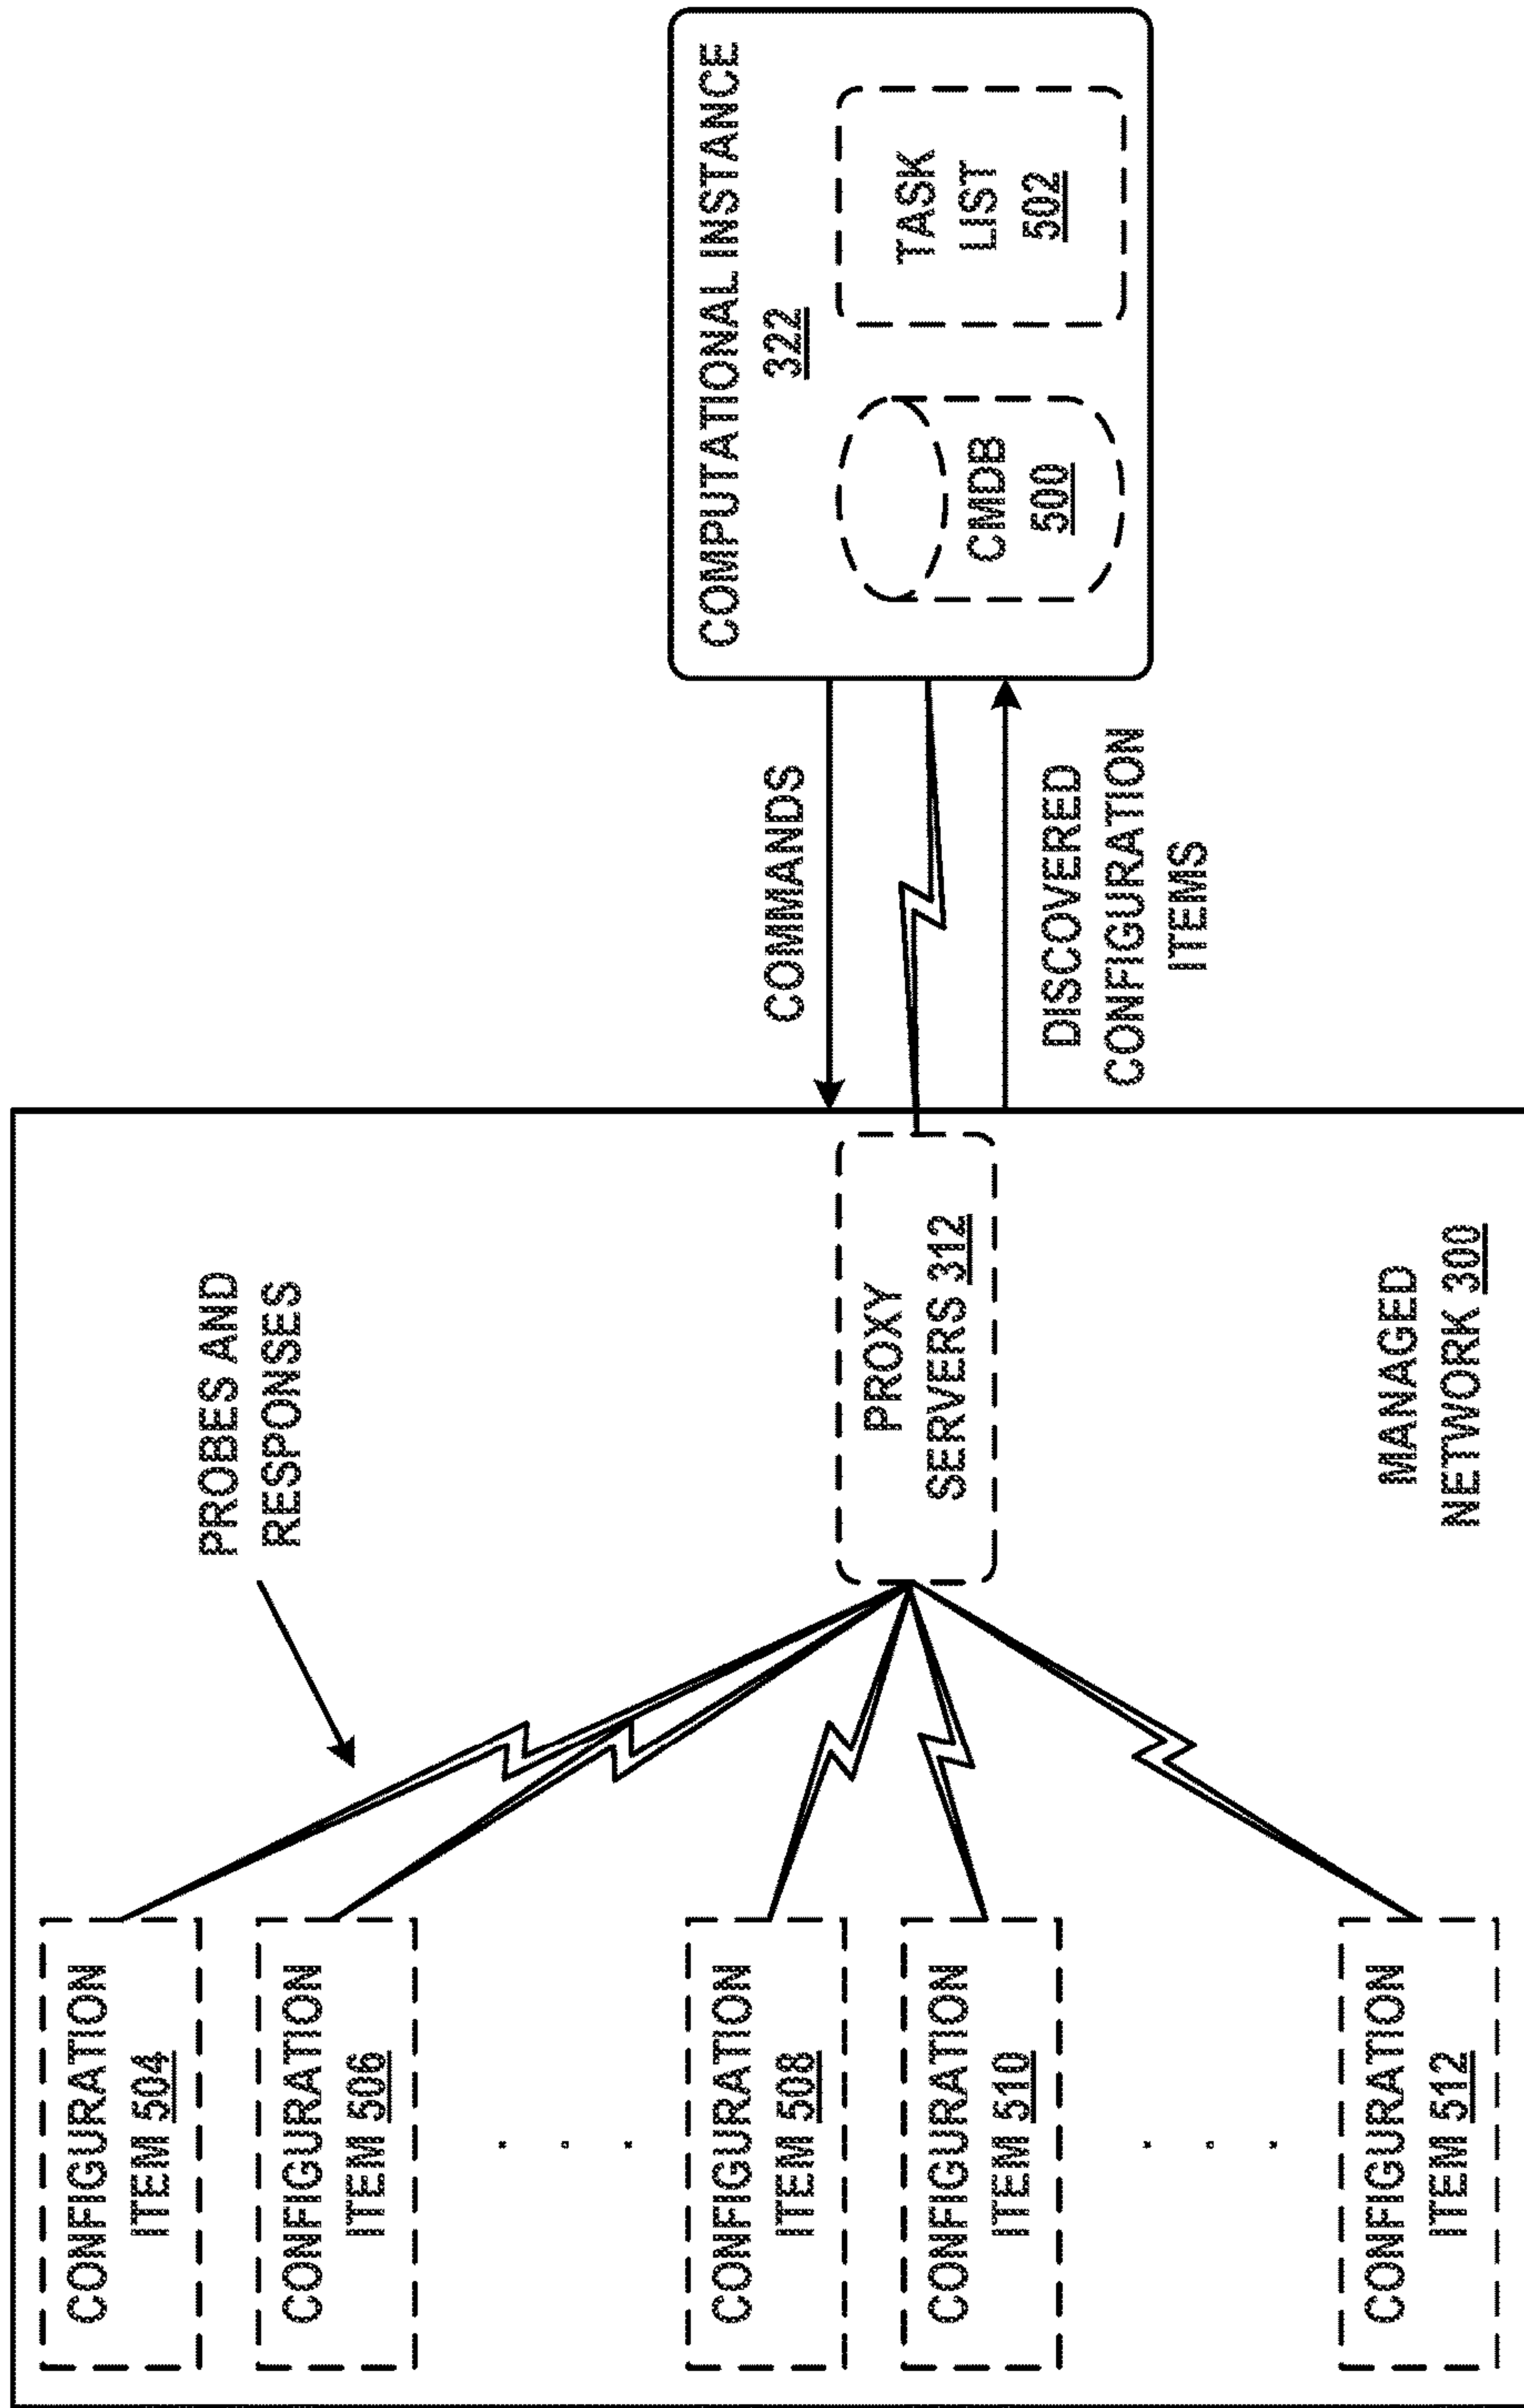 COMPUTATIONAL INSTANCE
322
CMDB
500
TASK
LIST
502
COMMANDS
DISCOVERED
CONFIGURATION
ITEMS
PROBES AND
RESPONSES
PROXY
SERVERS 312
MANAGED
NETWORK 300
CONFIGURATION
ITEM 504
CONFIGURATION
ITEM 506
CONFIGURATION
ITEM 508
CONFIGURATION
ITEM 510
CONFIGURATION
ITEM 512